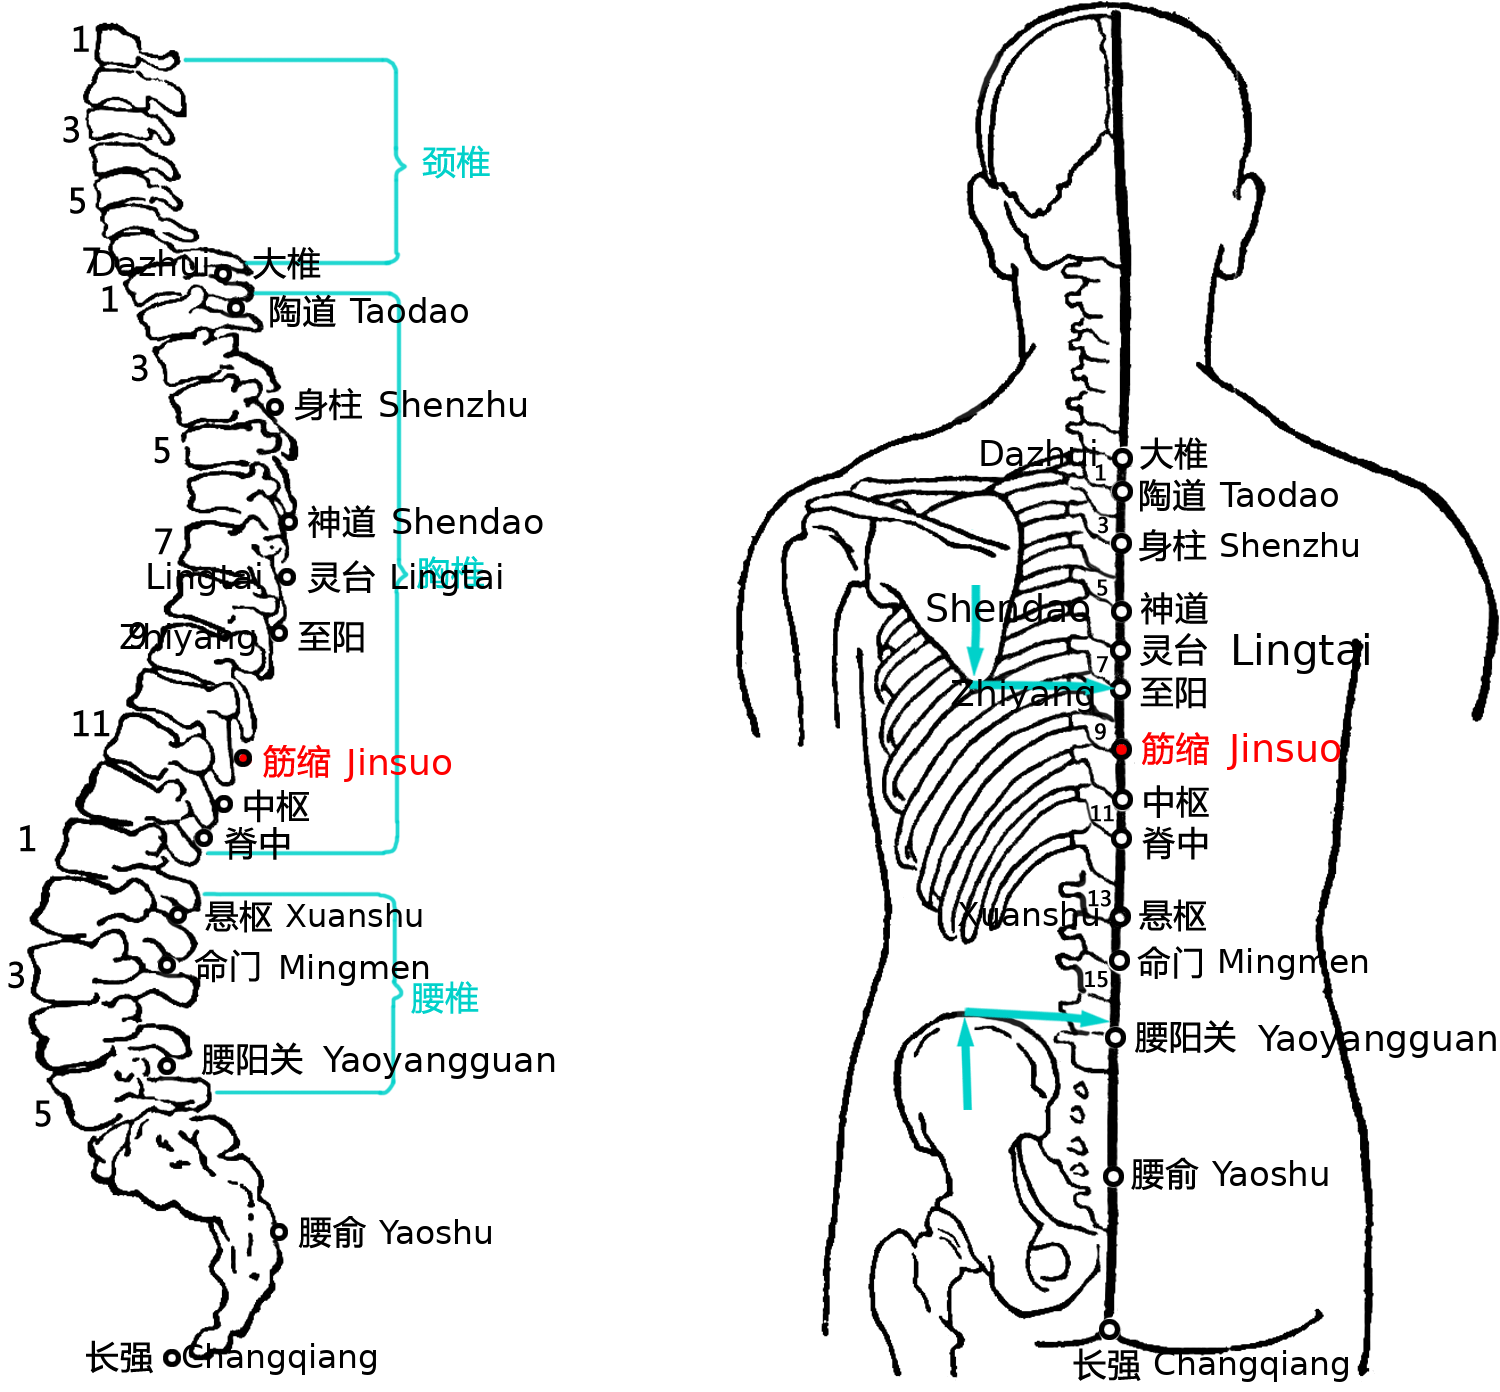 1
3
颈椎
5
7
Dazhui 大椎
1
陶道 Taodao
3
身柱 Shenzhu
5
神道 Shendao
7
胸椎
Lingtai 灵台 Lingtai
9
Zhiyang 至阳
11
筋缩 Jinsuo
中枢
1
脊中
悬枢 Xuanshu
3
命门 Mingmen
腰椎
腰阳关 Yaoyangguan
5
腰俞 Yaoshu
长强 Changqiang
Dazhui 大椎
1
陶道 Taodao
3
身柱 Shenzhu
5
Shendao 神道
灵台 Lingtai
7
Zhiyang 至阳
9
筋缩 Jinsuo
中枢
11
脊中
13
Xuanshu 悬枢
命门 Mingmen
15
腰阳关 Yaoyangguan
腰俞 Yaoshu
长强 Changqiang